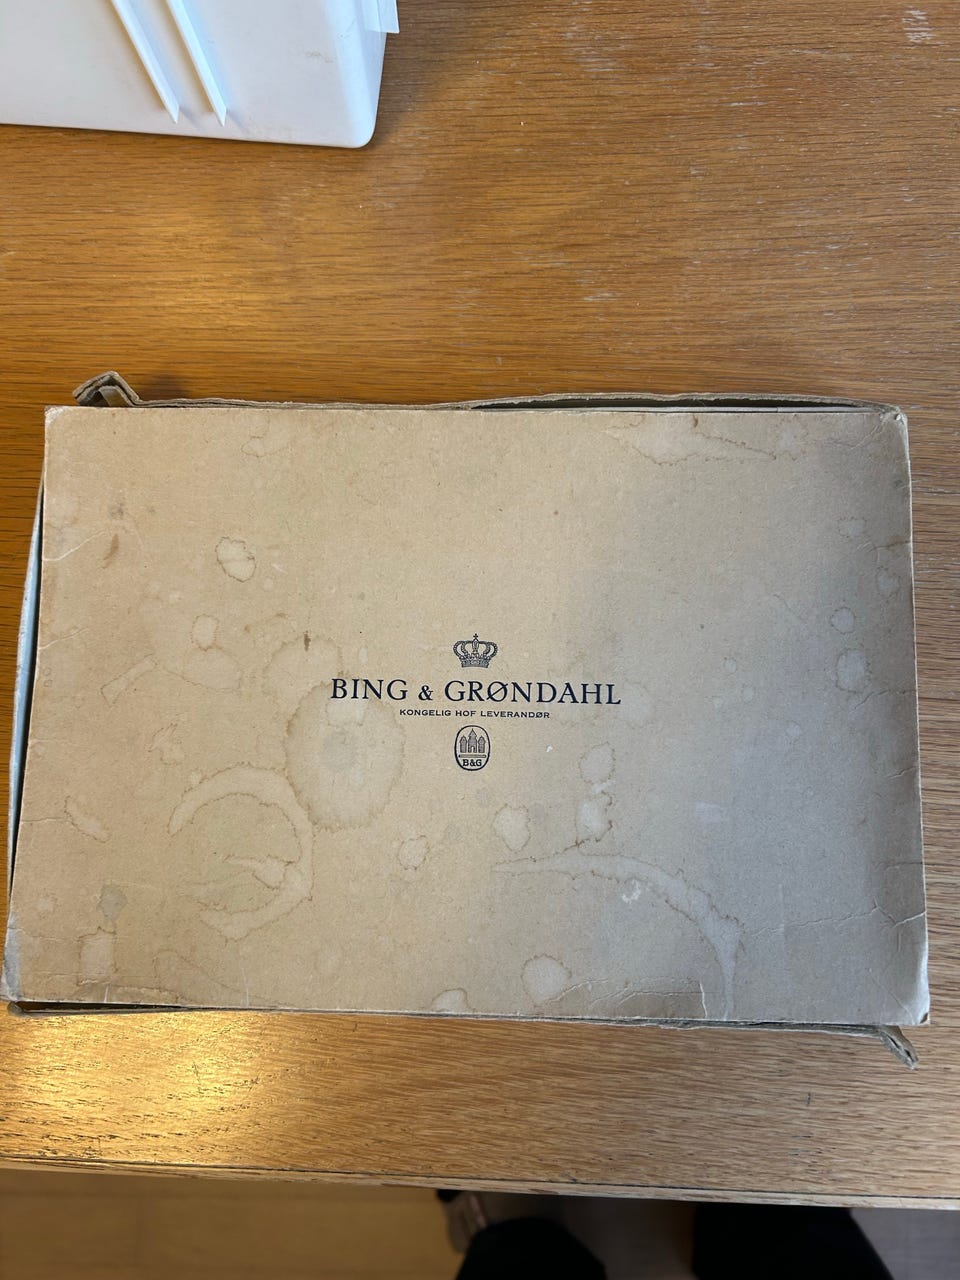 BING & GRØNDAHL
KONGELIG HOF LEVERANDØR
B&G